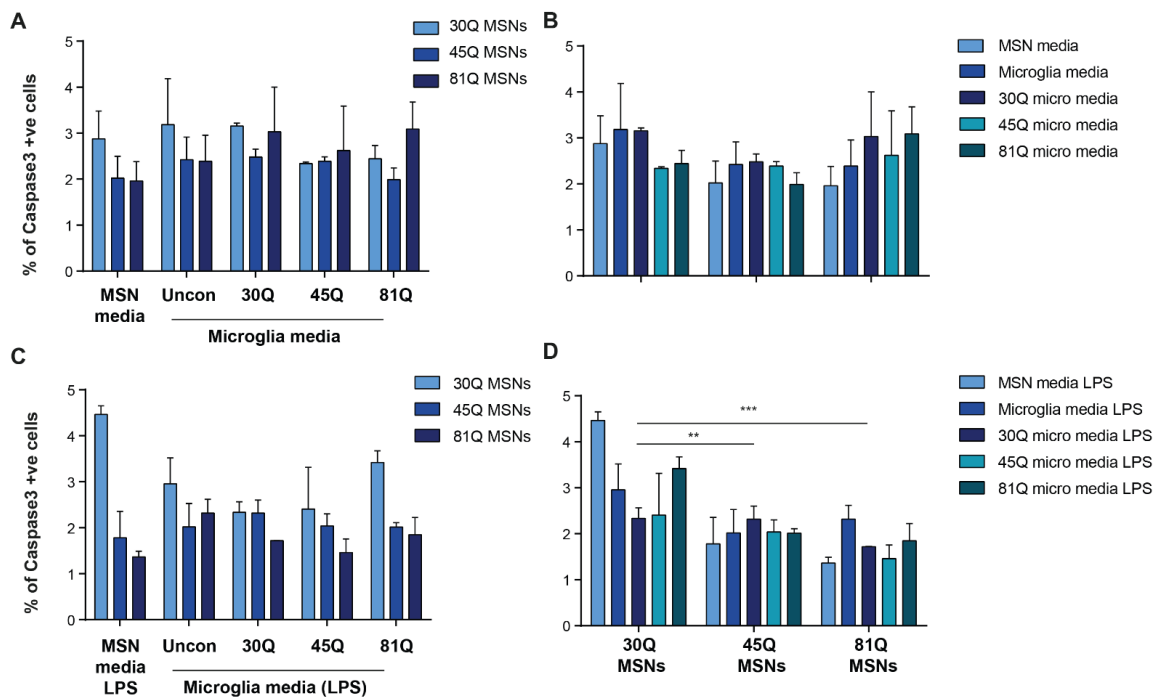 A
30Q MSNs
45Q MSNs
81Q MSNs
% of Caspase3 +ve cells
5
4
3
2
1
0
MSN
media
Uncon
30Q
45Q
81Q
Microglia media
B
MSN media
Microglia media
30Q micro media
45Q micro media
81Q micro media
5
4
3
2
1
0
C
30Q MSNs
45Q MSNs
81Q MSNs
% of Caspase3 +ve cells
5
4
3
2
1
0
MSN
media
LPS
Uncon
30Q
45Q
81Q
Microglia media (LPS)
D
MSN media LPS
Microglia media LPS
30Q micro media LPS
45Q micro media LPS
81Q micro media LPS
***
**
5
4
3
2
1
0
30Q
MSNs
45Q
MSNs
81Q
MSNs